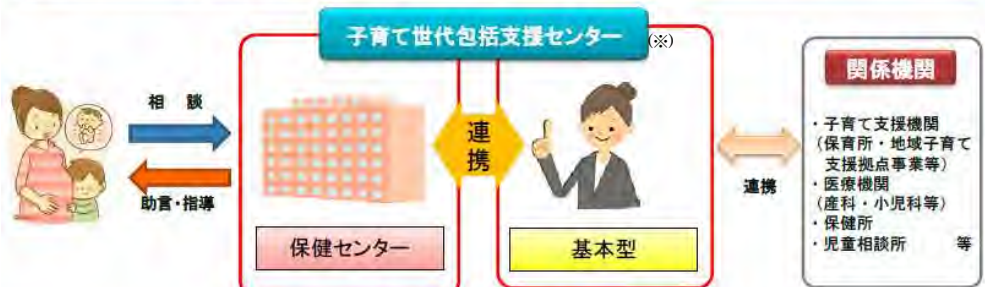 子育て世代包括支援センター(※)
相　談
助言・指導
保健センター
連
携
基本型
連携
関係機関
・子育て支援機関
(保育所・地域子育て
支援拠点事業等)
・医療機関
(産科・小児科等)
・保健所
・児童相談所　　等